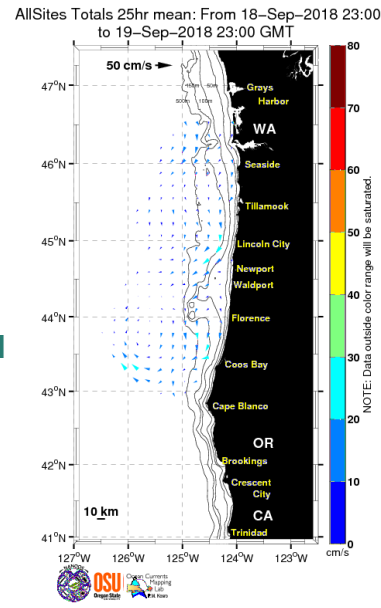 AllSites Totals 25hr mean: From 18-Sep-2018 23:00
to 19-Sep-2018 23:00 GMT
50 cm/s
80
70
60
50
40
30
20
10
0
cm/s
NOTE: Data outside color range will be saturated.
47°N
46°N
45°N
44°N
43°N
42°N
41°N
Grays
Harbor
WA
Seaside
Tillamook
Lincoln City
Newport
Waldport
Florence
Coos Bay
Cape Blanco
OR
Brookings
Crescent
City
CA
Trinidad
10 km
127°W
126°W
125°W
124°W
123°W
OSU
Oregon State
Ocean Currents
Mapping
Lab